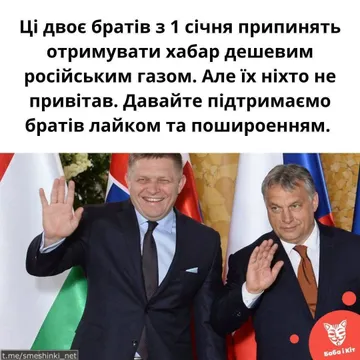 Ці двоє братів з 1 січня припинять
отримувати хабар дешевим
російським газом. Але їх ніхто не
привітав. Давайте підтримаємо
братів лайком та пошироенням.
t.me/smeshinki_net
Баба і Кіт